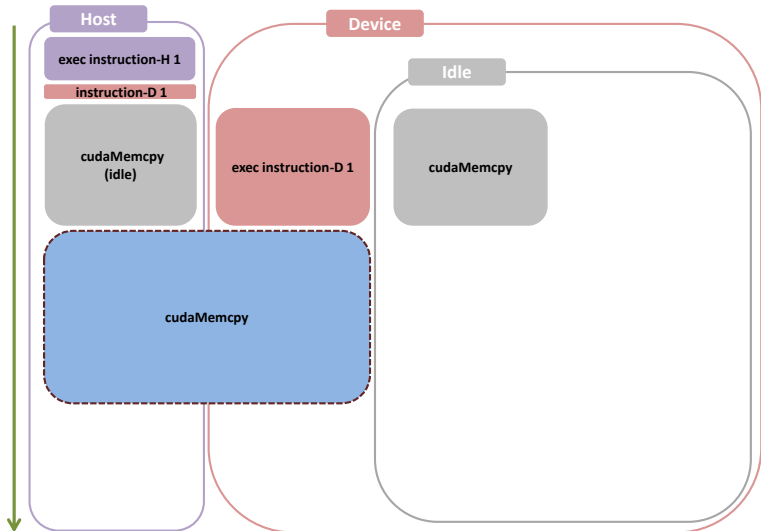 Host
Device
exec instruction-H 1
Idle
instruction-D 1
cudaMemcpy
(idle)
exec instruction-D 1
cudaMemcpy
cudaMemcpy